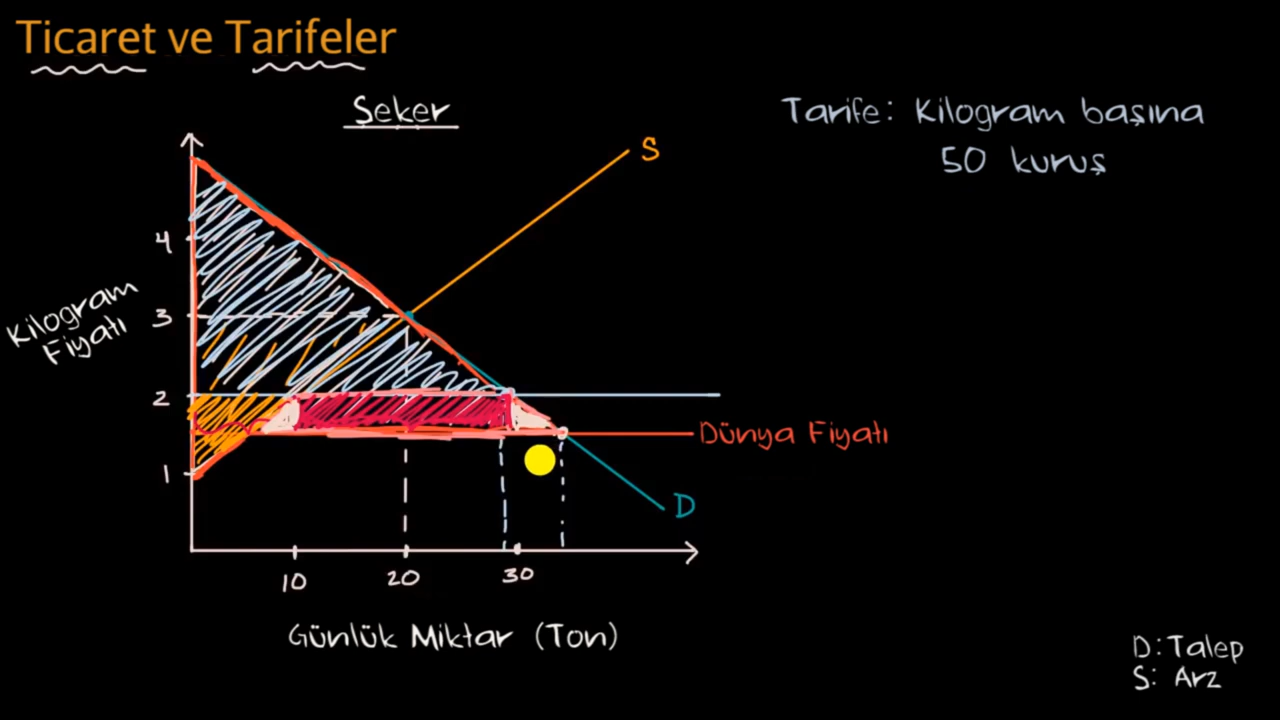 Ticaret ve Tarifeler
Şeker
Tarife: Kilogram başına
50 kuruş
S
4
Kilogram
Fiyatı
3
2
Dünya Fiyatı
1
D
10
20
30
Günlük Miktar (Ton)
D: Talep
S: Arz